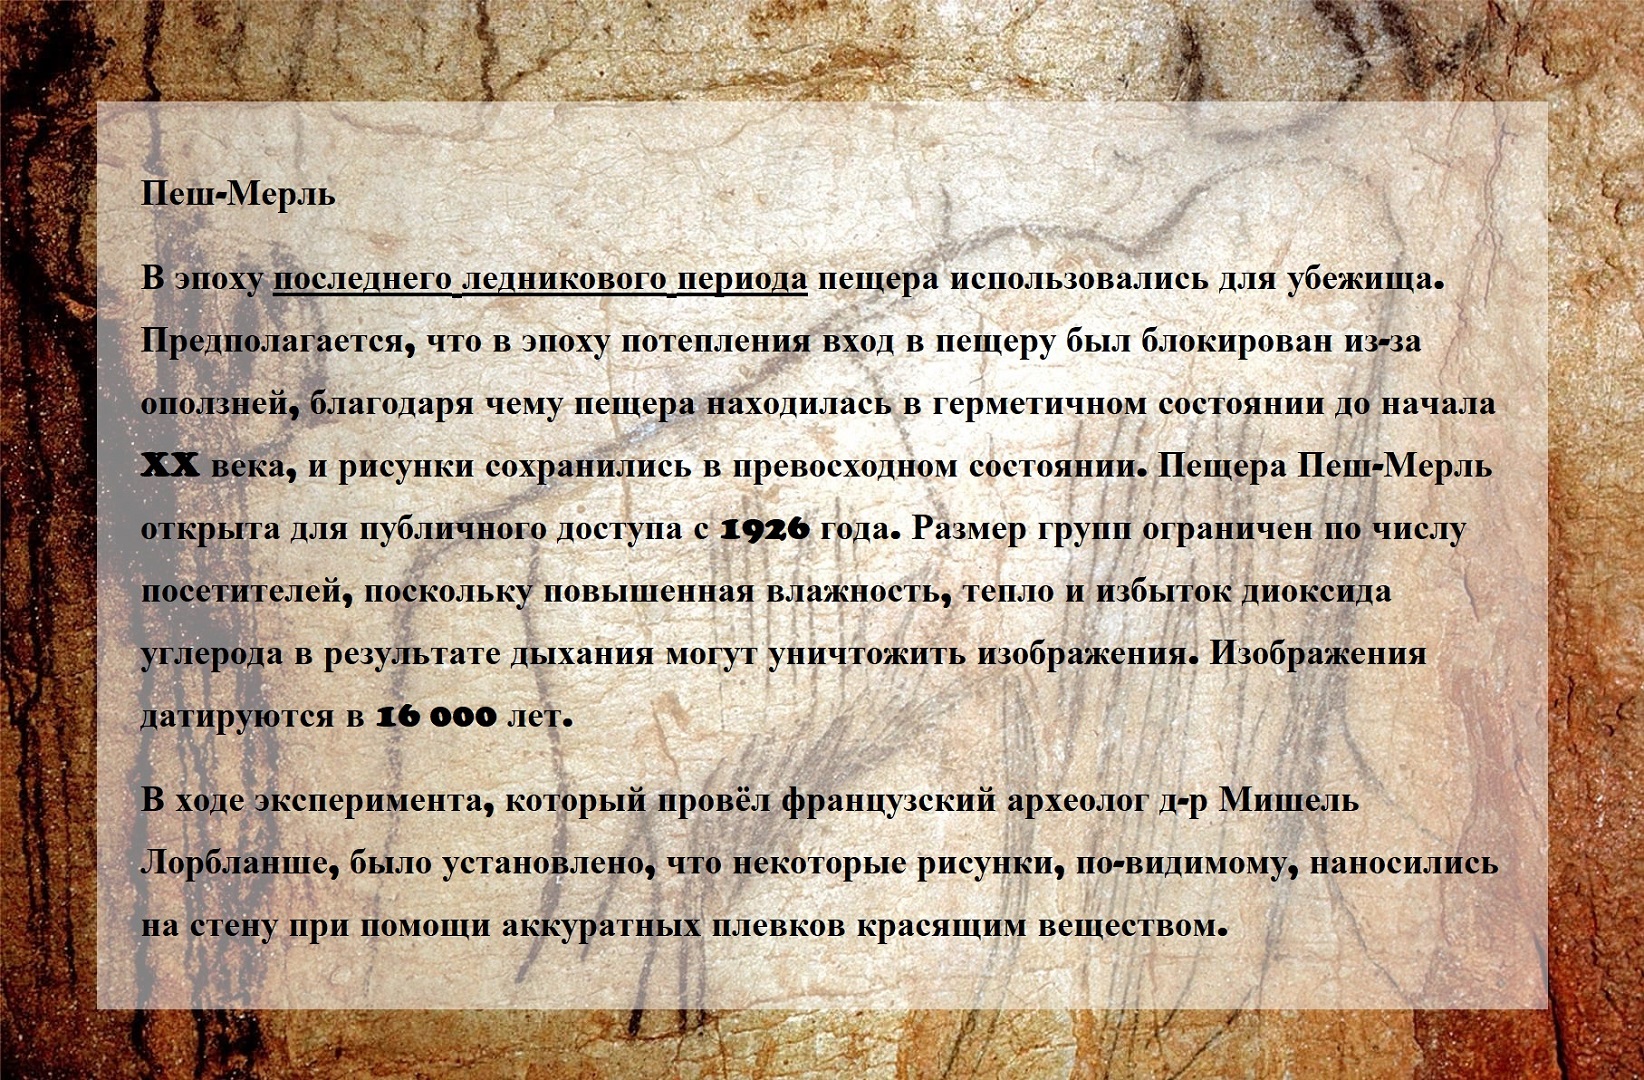 Пеш-Мерль
В эпоху последнего ледникового периода пещера использовались для убежища.
Предполагается, что в эпоху потепления вход в пещеру был блокирован из-за
оползней, благодаря чему пещера находилась в герметичном состоянии до начала
XX века, и рисунки сохранились в превосходном состоянии. Пещера Пеш-Мерль
открыта для публичного доступа с 1926 года. Размер групп ограничен по числу
посетителей, поскольку повышенная влажность, тепло и избыток диоксида
углерода в результате дыхания могут уничтожить изображения. Изображения
датируются в 16 000 лет.
В ходе эксперимента, который провёл французский археолог д-р Мишель
Лорбланше, было установлено, что некоторые рисунки, по-видимому, наносились
на стену при помощи аккуратных плевков красящим веществом.